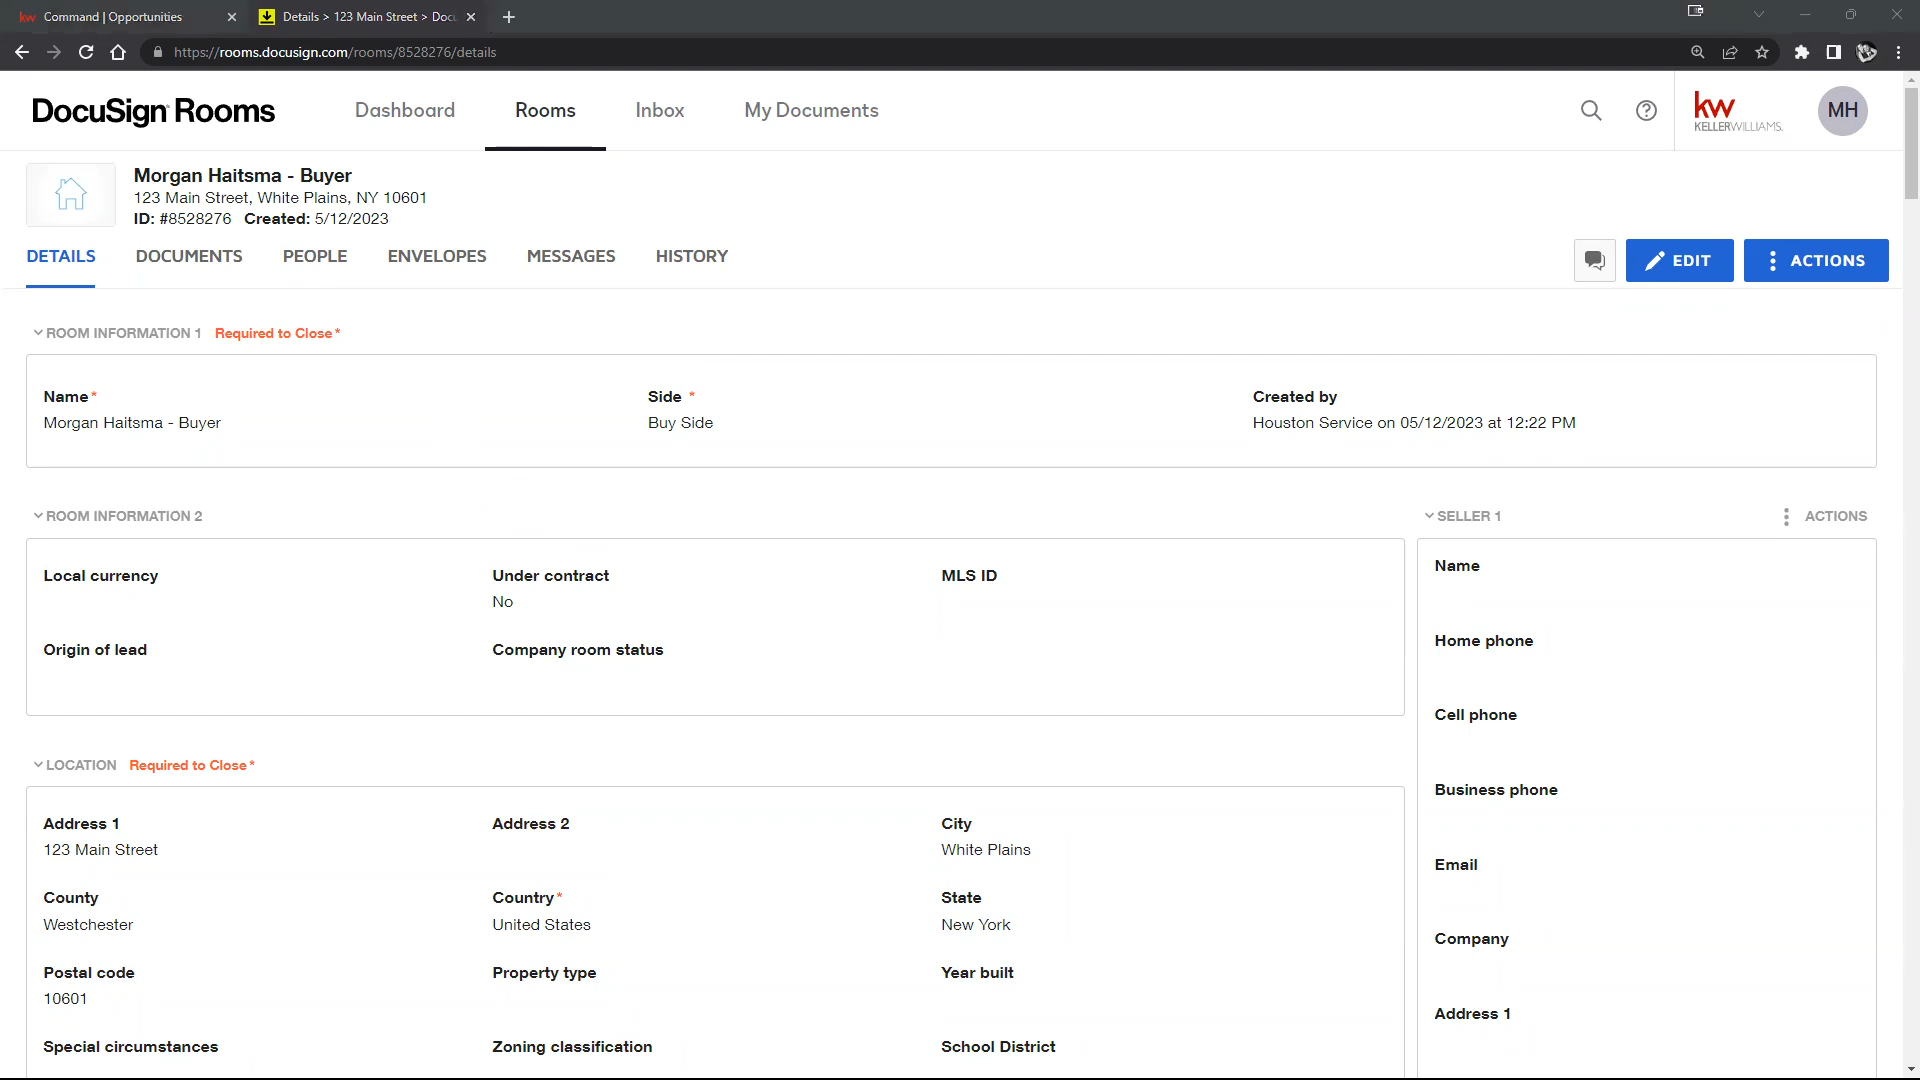 kw Command | Opportunities
Details > 123 Main Street > Docu
https://rooms.docusign.com/rooms/8528276/details
DocuSign Rooms
Dashboard
Rooms
Inbox
My Documents
kw
KELLERWILLIAMS.
MH
Morgan Haitsma - Buyer
123 Main Street, White Plains, NY 10601
ID: #8528276 Created: 5/12/2023
DETAILS
DOCUMENTS
PEOPLE
ENVELOPES
MESSAGES
HISTORY
EDIT
ACTIONS
ROOM INFORMATION 1 Required to Close*
Name*
Morgan Haitsma - Buyer
Side *
Buy Side
Created by
Houston Service on 05/12/2023 at 12:22 PM
ROOM INFORMATION 2
Local currency
Under contract
No
MLS ID
Origin of lead
Company room status
SELLER 1
ACTIONS
Name
Home phone
Cell phone
Business phone
Email
Company
Address 1
LOCATION Required to Close*
Address 1
123 Main Street
Address 2
City
White Plains
County
Westchester
Country*
United States
State
New York
Postal code
10601
Property type
Year built
Special circumstances
Zoning classification
School District